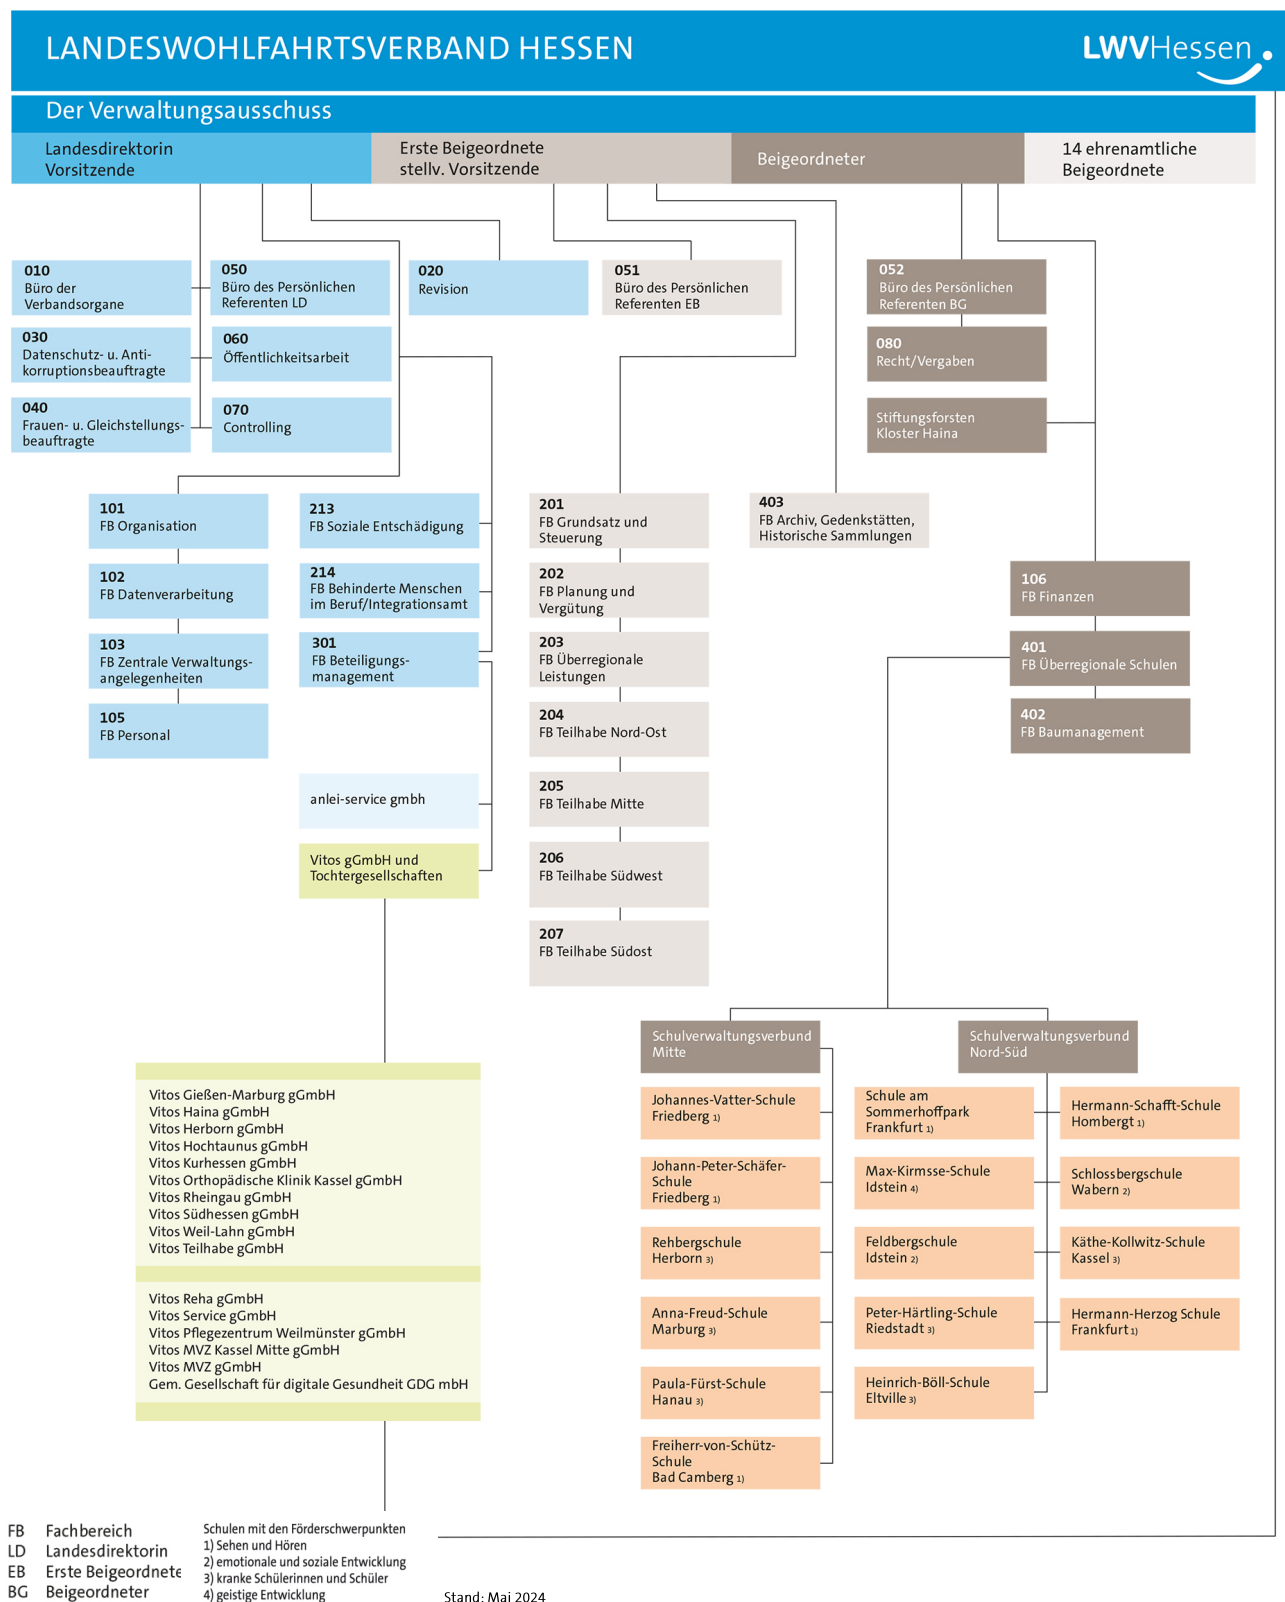 LANDESWOHLFAHRTSVERBAND HESSEN
LWVHessen
Der Verwaltungsausschuss
Landesdirektorin
Vorsitzende
Erste Beigeordnete
stellv. Vorsitzende
Beigeordneter
14 ehrenamtliche
Beigeordnete
010
Büro der
Verbandsorgane
050
Büro des Persönlichen
Referenten LD
020
Revision
051
Büro des Persönlichen
Referenten EB
052
Büro des Persönlichen
Referenten BG
030
Datenschutz- u. Anti-
korruptionsbeauftragte
060
Öffentlichkeitsarbeit
080
Recht/Vergaben
040
Frauen- u. Gleichstellungs-
beauftragte
070
Controlling
Stiftungsforsten
Kloster Haina
101
FB Organisation
102
FB Datenverarbeitung
103
FB Zentrale Verwaltungs-
angelegenheiten
105
FB Personal
213
FB Soziale Entschädigung
214
FB Behinderte Menschen
im Beruf/Integrationsamt
301
FB Beteiligungs-
management
anlei-service gmbh
Vitos gGmbH und
Tochtergesellschaften
201
FB Grundsatz und
Steuerung
202
FB Planung und
Vergütung
203
FB Überregionale
Leistungen
204
FB Teilhabe Nord-Ost
205
FB Teilhabe Mitte
206
FB Teilhabe Südwest
207
FB Teilhabe Südost
403
FB Archiv, Gedenkstätten,
Historische Sammlungen
106
FB Finanzen
401
FB Überregionale Schulen
402
FB Baumanagement
Vitos Gießen-Marburg gGmbH
Vitos Haina gGmbH
Vitos Herborn gGmbH
Vitos Hochtaunus gGmbH
Vitos Kurhessen gGmbH
Vitos Orthopädische Klinik Kassel gGmbH
Vitos Rheingau gGmbH
Vitos Südhessen gGmbH
Vitos Weil-Lahn gGmbH
Vitos Teilhabe gGmbH
Vitos Reha gGmbH
Vitos Service gGmbH
Vitos Pflegezentrum Weilmünster gGmbH
Vitos MVZ Kassel Mitte gGmbH
Vitos MVZ gGmbH
Gem. Gesellschaft für digitale Gesundheit GDG mbH
Schulverwaltungsverbund
Mitte
Johannes-Vatter-Schule
Friedberg 1)
Johann-Peter-Schäfer-
Schule
Friedberg 1)
Rehbergschule
Herborn 3)
Anna-Freud-Schule
Marburg 3)
Paula-Fürst-Schule
Hanau 3)
Freiherr-von-Schütz-
Schule
Bad Camberg 1)
Schulverwaltungsverbund
Nord-Süd
Schule am
Sommerhoffpark
Frankfurt 1)
Max-Kirmsse-Schule
Idstein 4)
Feldbergschule
Idstein 2)
Peter-Härtling-Schule
Riedstadt 3)
Heinrich-Böll-Schule
Eltville 3)
Hermann-Schafft-Schule
Hombergt 1)
Schlossbergschule
Wabern 2)
Käthe-Kollwitz-Schule
Kassel 3)
Hermann-Herzog Schule
Frankfurt 1)
FB Fachbereich
LD Landesdirektorin
EB Erste Beigeordnete
BG Beigeordneter
Schulen mit den Förderschwerpunkten
1) Sehen und Hören
2) emotionale und soziale Entwicklung
3) kranke Schülerinnen und Schüler
4) geistige Entwicklung
Stand: Mai 2024